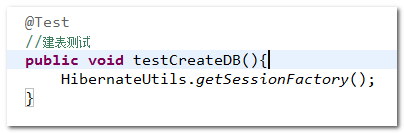 @Test
//建表测试
public void testCreateDB(){
HibernateUtils.getSessionFactory();
}